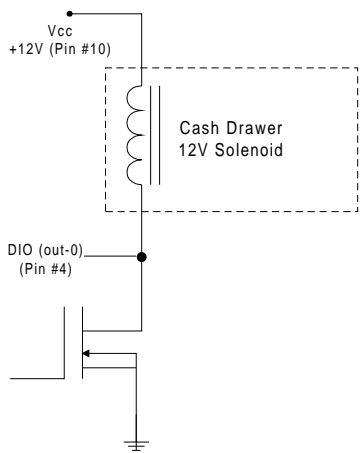 Vcc
+12V (Pin #10)
Cash Drawer
12V Solenoid
DIO (out-0)
(Pin #4)